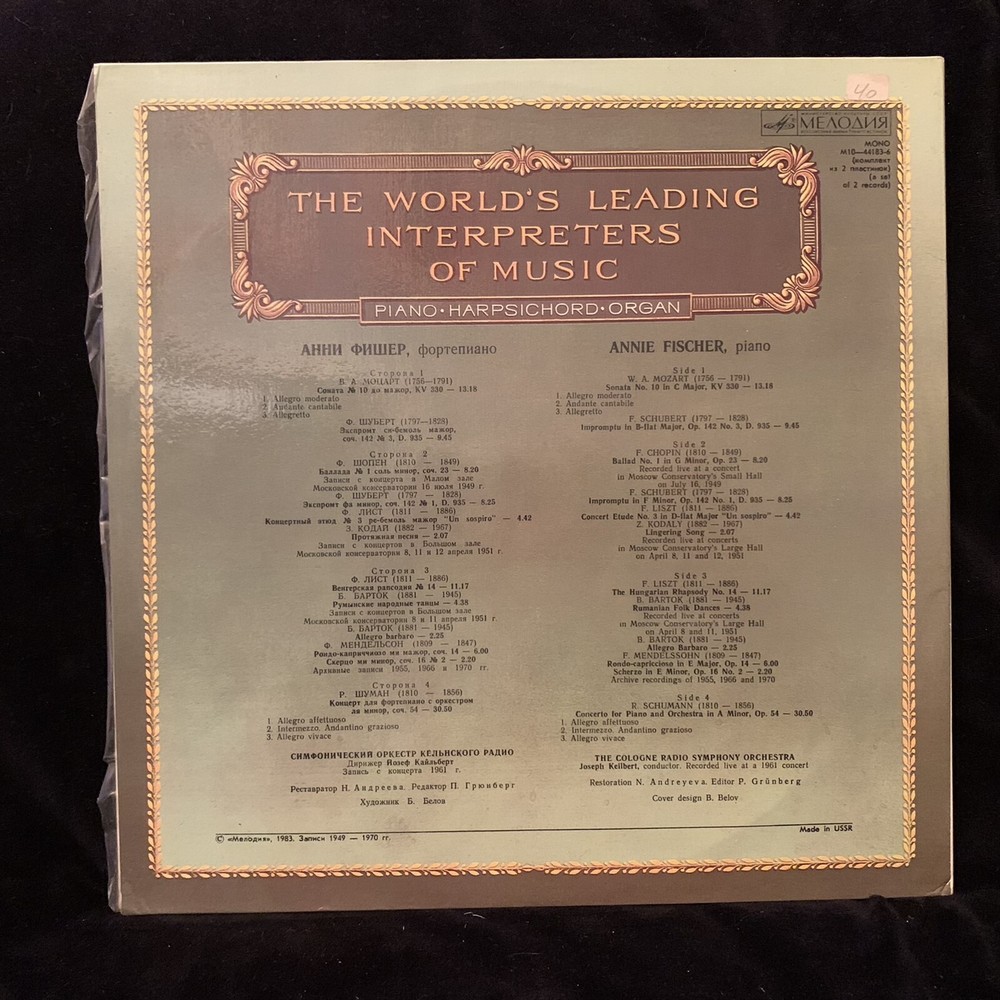 40
МЕЛОДИЯ
MONO
М10—44183-6
(комплект
из 2 пластинок)
(a set
of 2 records)
THE WORLD'S LEADING
INTERPRETERS
OF MUSIC
PIANO•HARPSICHORD•ORGAN
АННИ ФИШЕР, фортепиано
Сторона 1
В. А. МОЦАРТ (1756—1791)
Соната № 10 до мажор, KV 330 — 13.18
1. Allegro moderato
2. Andante cantabile
3. Allegretto
Ф. ШУБЕРТ (1797—1828)
Экспромт си-бемоль мажор,
соч. 142 № 3, D. 935 — 9.45
Сторона 2
Ф. ШОПЕН (1810 — 1849)
Баллада № 1 соль минор, соч. 23 — 8.20
Записи с концерта в Малом зале
Московской консерватории 16 июля 1949 г.
Ф. ШУБЕРТ (1797 — 1828)
Экспромт фа минор, соч. 142 № 1, D. 935 — 8.25
Ф. ЛИСТ (1811 — 1886)
Концертный этюд № 3 ре-бемоль мажор "Un sospiro" — 4.42
З. КОДАЙ (1882 — 1967)
Протяжная песня — 2.07
Записи с концертов в Большом зале
Московской консерватории 8, 11 и 12 апреля 1951 г.
Сторона 3
Ф. ЛИСТ (1811 — 1886)
Венгерская рапсодия № 14 — 11.17
Б. БАРТОК (1881 — 1945)
Румынские народные танцы — 4.38
Записи с концертов в Большом зале
Московской консерватории 8 и 11 апреля 1951 г.
Б. БАРТОК (1881 — 1945)
Allegro barbaro — 2.25
Ф. МЕНДЕЛЬСОН (1809 — 1847)
Рондо-каприччиозо ми мажор, соч. 14 — 6.00
Скерцо ми минор, соч. 16 № 2 — 2.20
Архивные записи 1955, 1966 и 1970 гг.
Сторона 4
Р. ШУМАН (1810 — 1856)
Концерт для фортепиано с оркестром
ля минор, соч. 54 — 30.50
1. Allegro affettuoso
2. Intermezzo. Andantino grazioso
3. Allegro vivace
СИМФОНИЧЕСКИЙ ОРКЕСТР КЁЛЬНСКОГО РАДИО
Дирижер Йозеф Кайльберт
Запись с концерта 1961 г.
Реставратор Н. Андреева. Редактор П. Грюнберг
Художник Б. Белов
ANNIE FISCHER, piano
Side 1
W. A. MOZART (1756 — 1791)
Sonata No. 10 in C Major, KV 330 — 13.18
1. Allegro moderato
2. Andante cantabile
3. Allegretto
F. SCHUBERT (1797 — 1828)
Impromptu in B-flat Major, Op. 142 No. 3, D. 935 — 9.45
Side 2
F. CHOPIN (1810 — 1849)
Ballad No. 1 in G Minor, Op. 23 — 8.20
Recorded live at a concert
in Moscow Conservatory's Small Hall
on July 16, 1949
F. SCHUBERT (1797 — 1828)
Impromptu in F Minor, Op. 142 No. 1, D. 935 — 8.25
F. LISZT (1811 — 1886)
Concert Etude No. 3 in D-flat Major "Un sospiro" — 4.42
Z. KODALY (1882 — 1967)
Lingering Song — 2.07
Recorded live at concerts
in Moscow Conservatory's Large Hall
on April 8, 11 and 12, 1951
Side 3
F. LISZT (1811 — 1886)
The Hungarian Rhapsody No. 14 — 11.17
B. BARTOK (1881 — 1945)
Rumanian Folk Dances — 4.38
Recorded live at concerts
in Moscow Conservatory's Large Hall
on April 8 and 11, 1951
B. BARTOK (1881 — 1945)
Allegro Barbaro — 2.25
F. MENDELSSOHN (1809 — 1847)
Rondo-capriccioso in E Major, Op. 14 — 6.00
Scherzo in E Minor, Op. 16 No. 2 — 2.20
Archive recordings of 1955, 1966 and 1970
Side 4
R. SCHUMANN (1810 — 1856)
Concerto for Piano and Orchestra in A Minor, Op. 54 — 30.50
1. Allegro affettuoso
2. Intermezzo. Andantino grazioso
3. Allegro vivace
THE COLOGNE RADIO SYMPHONY ORCHESTRA
Joseph Keilbert, conductor. Recorded live at a 1961 concert
Restoration N. Andreyeva. Editor P. Grünberg
Cover design B. Belov
© «Мелодия», 1983. Записи 1949 — 1970 гг.
Made in USSR